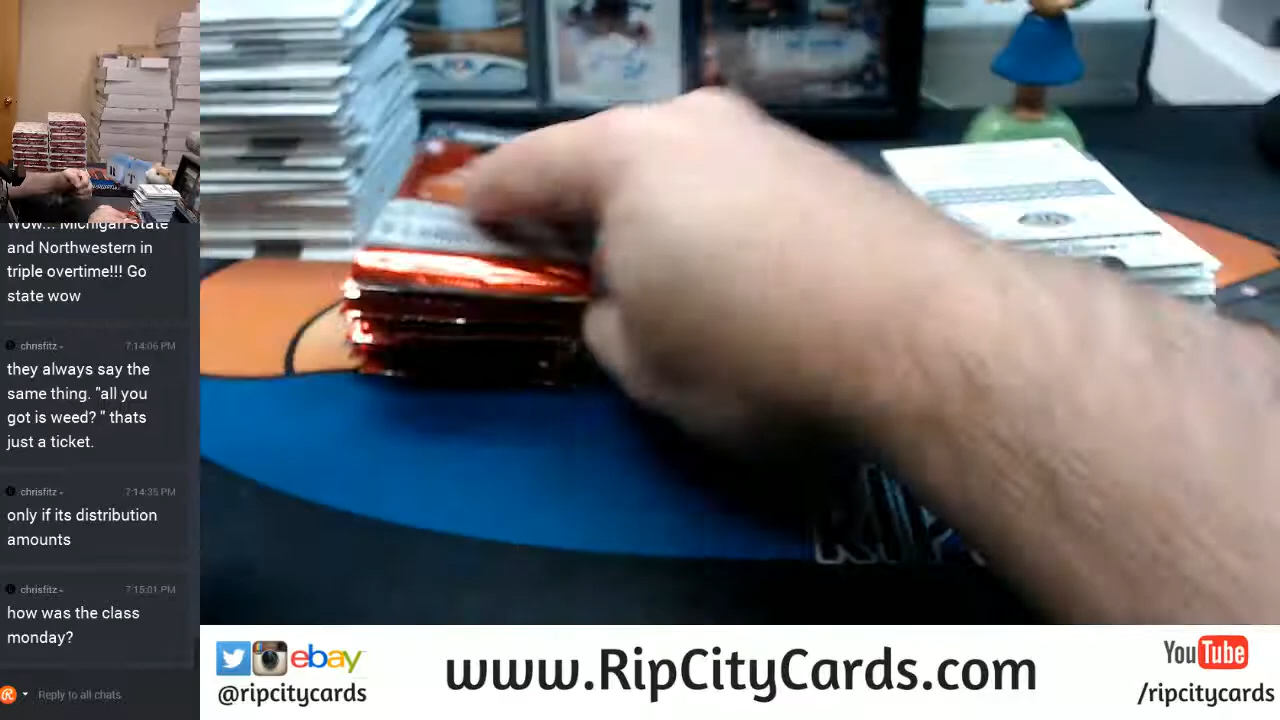 Wow... Michigan State
and Northwestern in
triple overtime!!! Go
state wow
chrisfitz 7:14:06 PM
they always say the
same thing. "all you
got is weed? " thats
just a ticket.
chrisfitz 7:14:35 PM
only if its distribution
amounts
chrisfitz 7:15:01 PM
how was the class
monday?
Reply to all chats
ebay
@ripcitycards
www.RipCityCards.com
YouTube
/ripcitycards